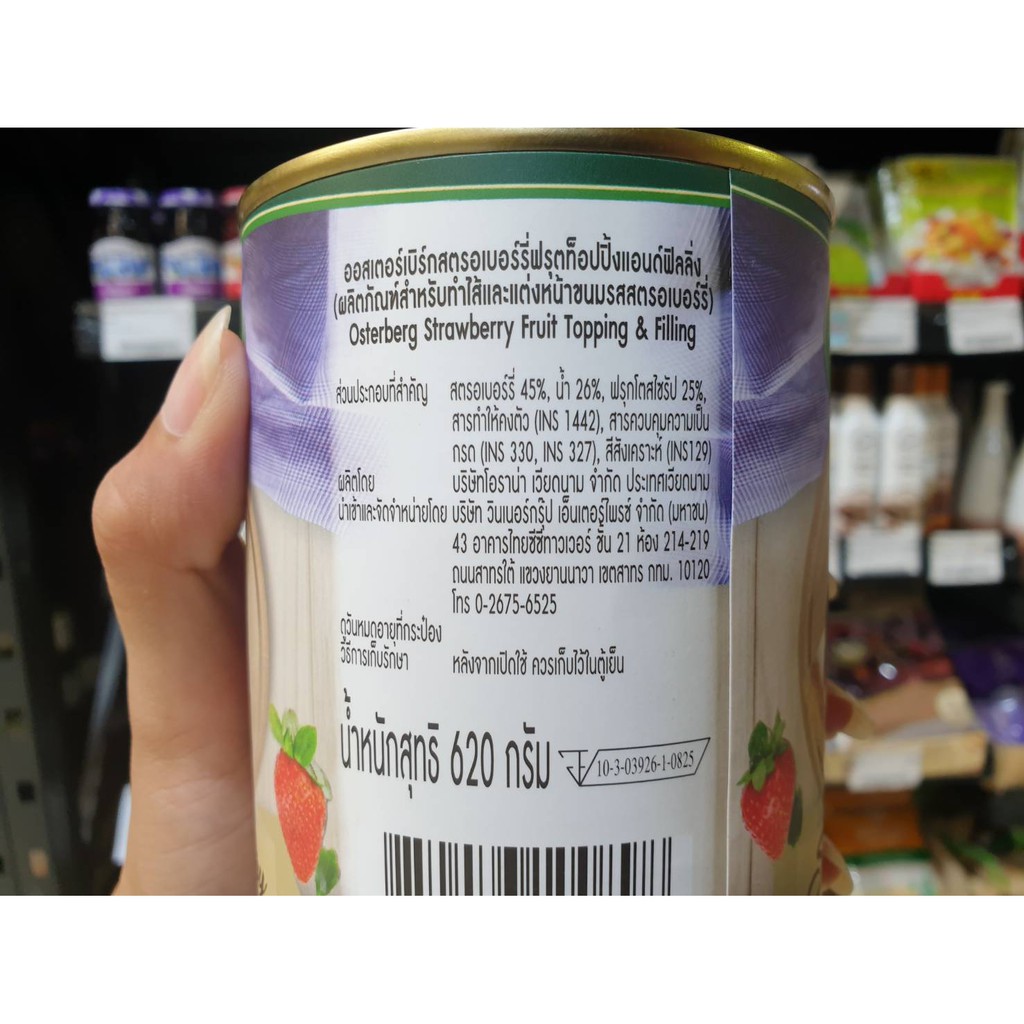 ออสเตอร์เบิร์กสตรอเบอร์รี่ฟรุตท็อปปิ้งแอนด์ฟิลลิ่ง
(ผลิตภัณฑ์สำหรับทำไส้และแต่งหน้าขนมรสสตรอเบอร์รี่)
Osterberg Strawberry Fruit Topping & Filling
ส่วนประกอบที่สำคัญ สตรอเบอร์รี่ 45%, น้ำ 26%, ฟรุกโตสไซรัป 25%,
สารทำให้คงตัว (INS 1442), สารควบคุมความเป็น
กรด (INS 330, INS 327), สีสังเคราะห์ (INS129)
ผลิตโดย บริษัทโอราน่า เวียดนาม จำกัด ประเทศเวียดนาม
นำเข้าและจัดจำหน่ายโดย บริษัท วินเนอร์กรุ๊ป เอ็นเตอร์ไพรซ์ จำกัด (มหาชน)
43 อาคารไทยซีซีทาวเวอร์ ชั้น 21 ห้อง 214-219
ถนนสาทรใต้ แขวงยานนาวา เขตสาทร กทม. 10120
โทร 0-2675-6525
ดูวันหมดอายุที่กระป๋อง
วิธีการเก็บรักษา หลังจากเปิดใช้ ควรเก็บไว้ในตู้เย็น
น้ำหนักสุทธิ 620 กรัม
10-3-03926-1-0825